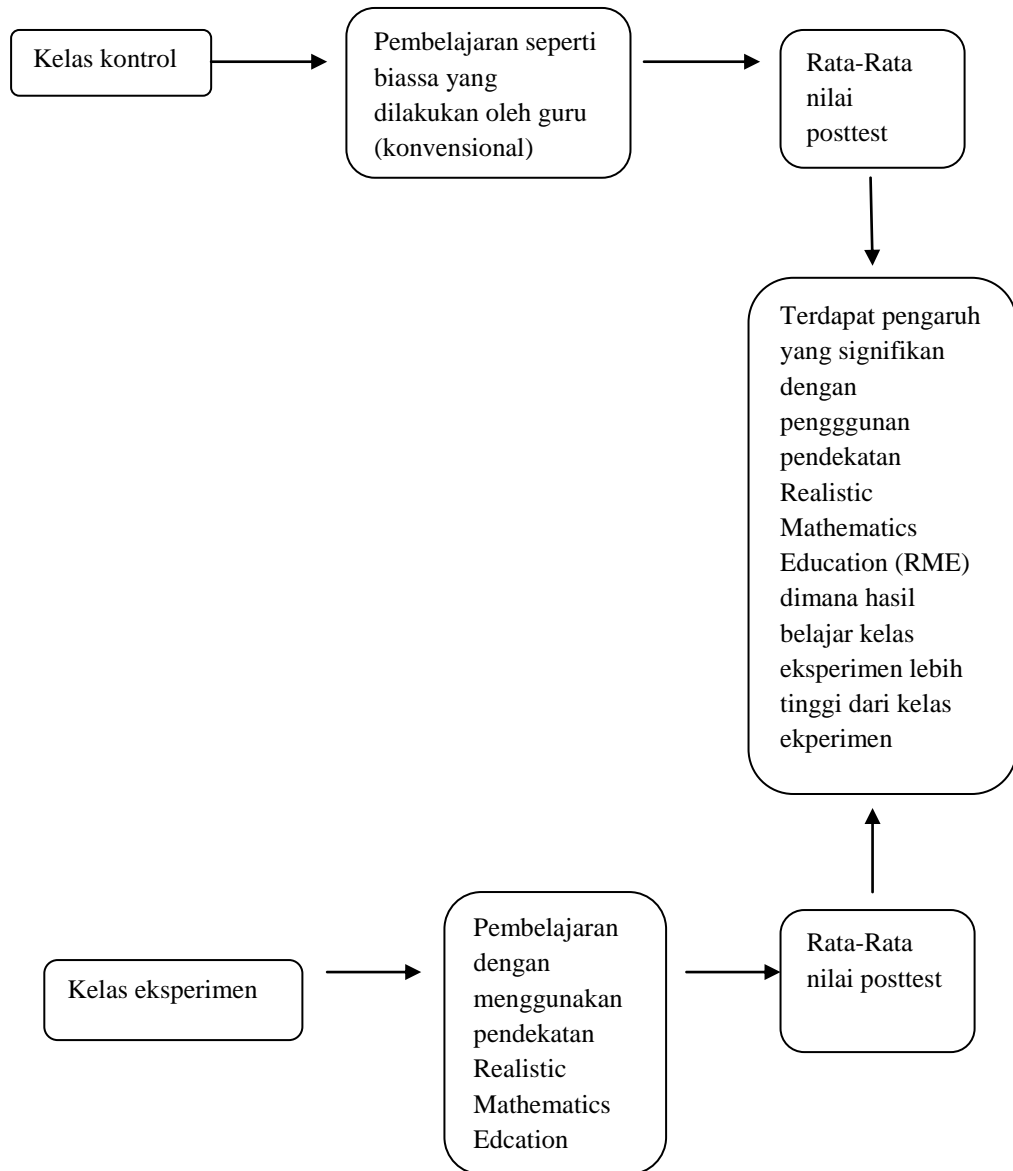 Kelas kontrol
Pembelajaran seperti
biassa yang
dilakukan oleh guru
(konvensional)
Rata-Rata
nilai
posttest
Terdapat pengaruh
yang signifikan
dengan
pengggunan
pendekatan
Realistic
Mathematics
Education (RME)
dimana hasil
belajar kelas
eksperimen lebih
tinggi dari kelas
ekperimen
Kelas eksperimen
Pembelajaran
dengan
menggunakan
pendekatan
Realistic
Mathematics
Edcation
Rata-Rata
nilai posttest